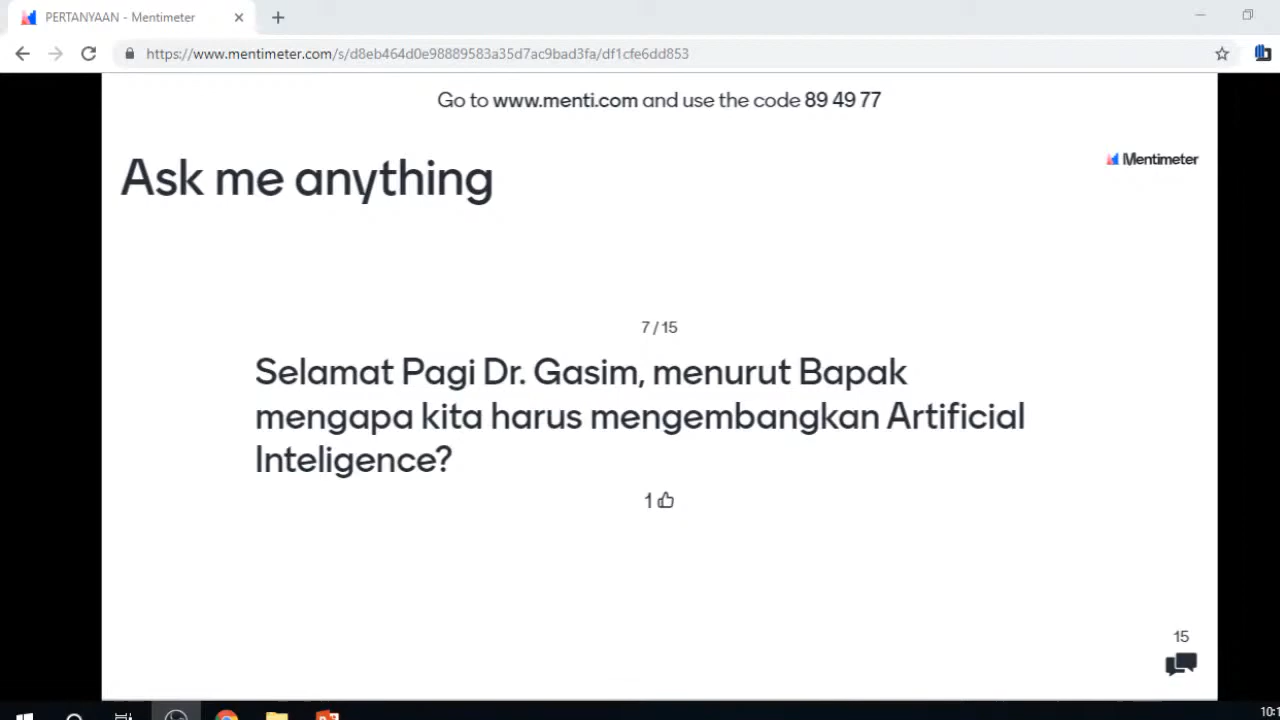 PERTANYAAN - Mentimeter
https://www.mentimeter.com/s/d8eb464d0e98889583a35d7ac9bad3fa/df1cfe6dd853
Go to www.menti.com and use the code 89 49 77
Ask me anything
Mentimeter
7 / 15
Selamat Pagi Dr. Gasim, menurut Bapak
mengapa kita harus mengembangkan Artificial
Inteligence?
1
15